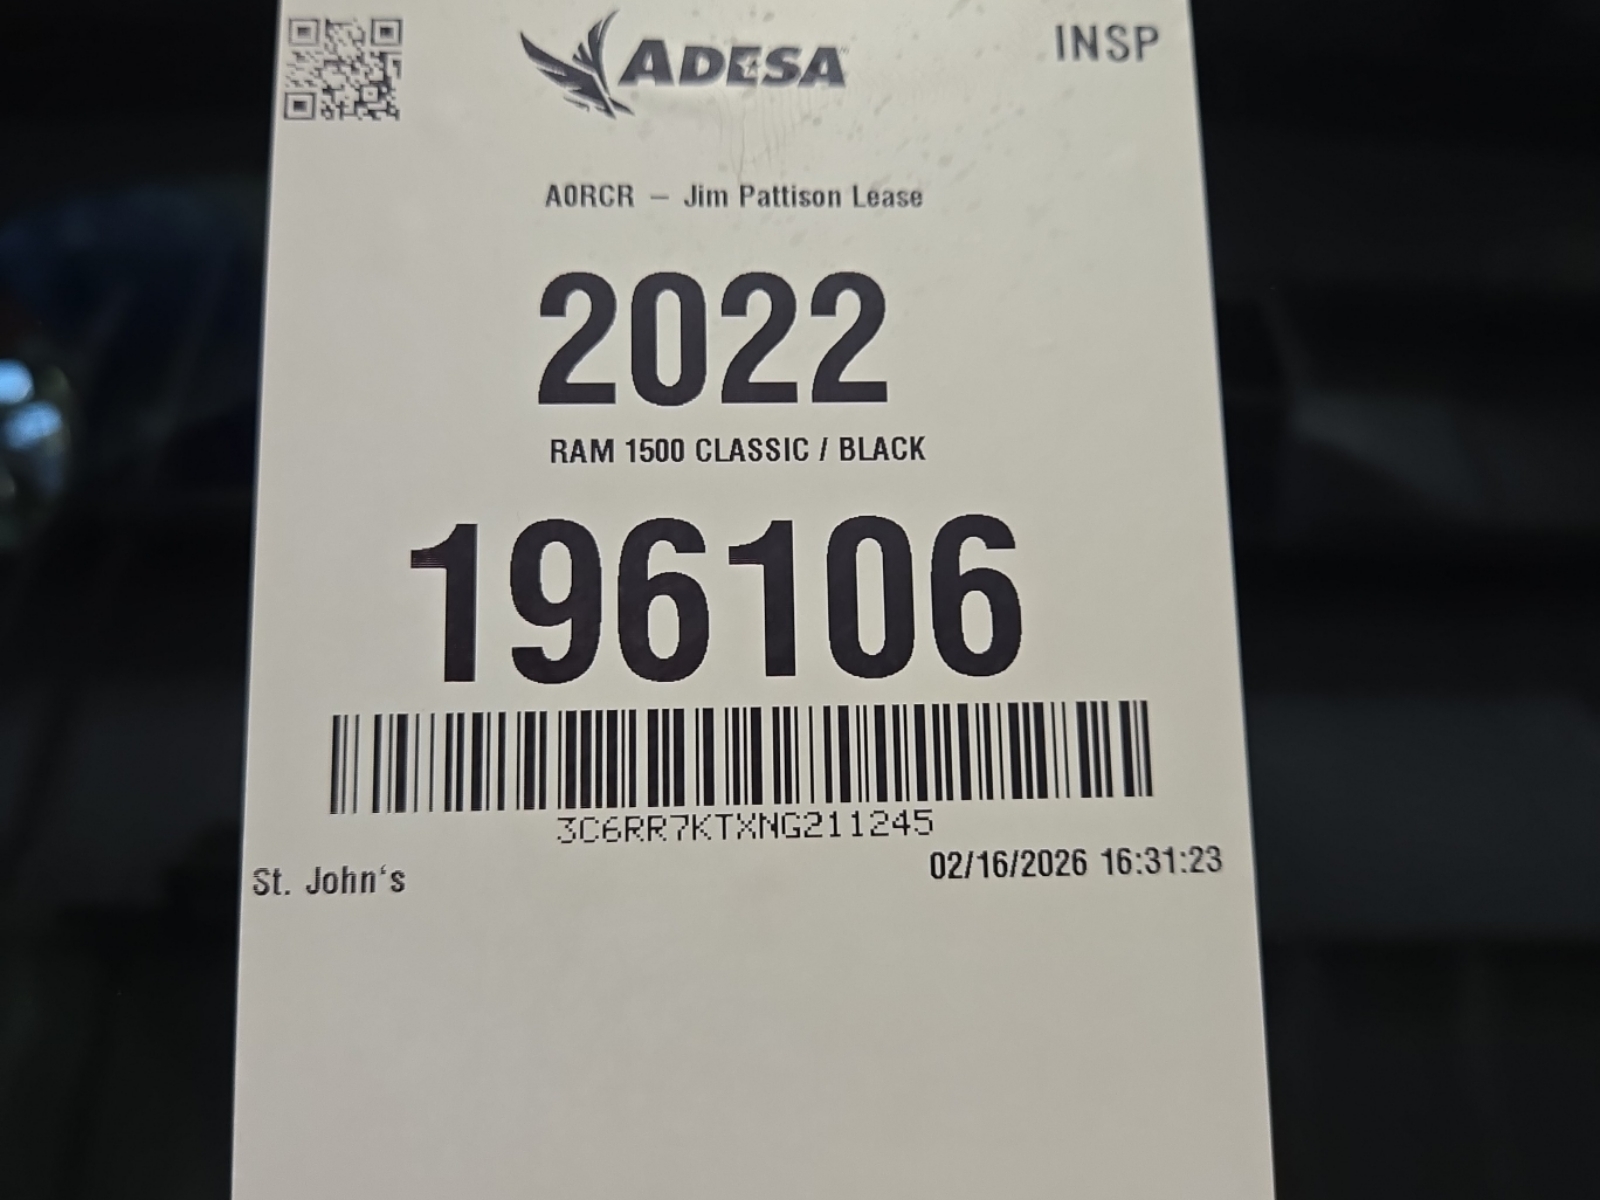 ADESA
INSP
A0RCR – Jim Pattison Lease
2022
RAM 1500 CLASSIC / BLACK
196106
3C6RR7KTXNG211245
St. John's
02/16/2026 16:31:23